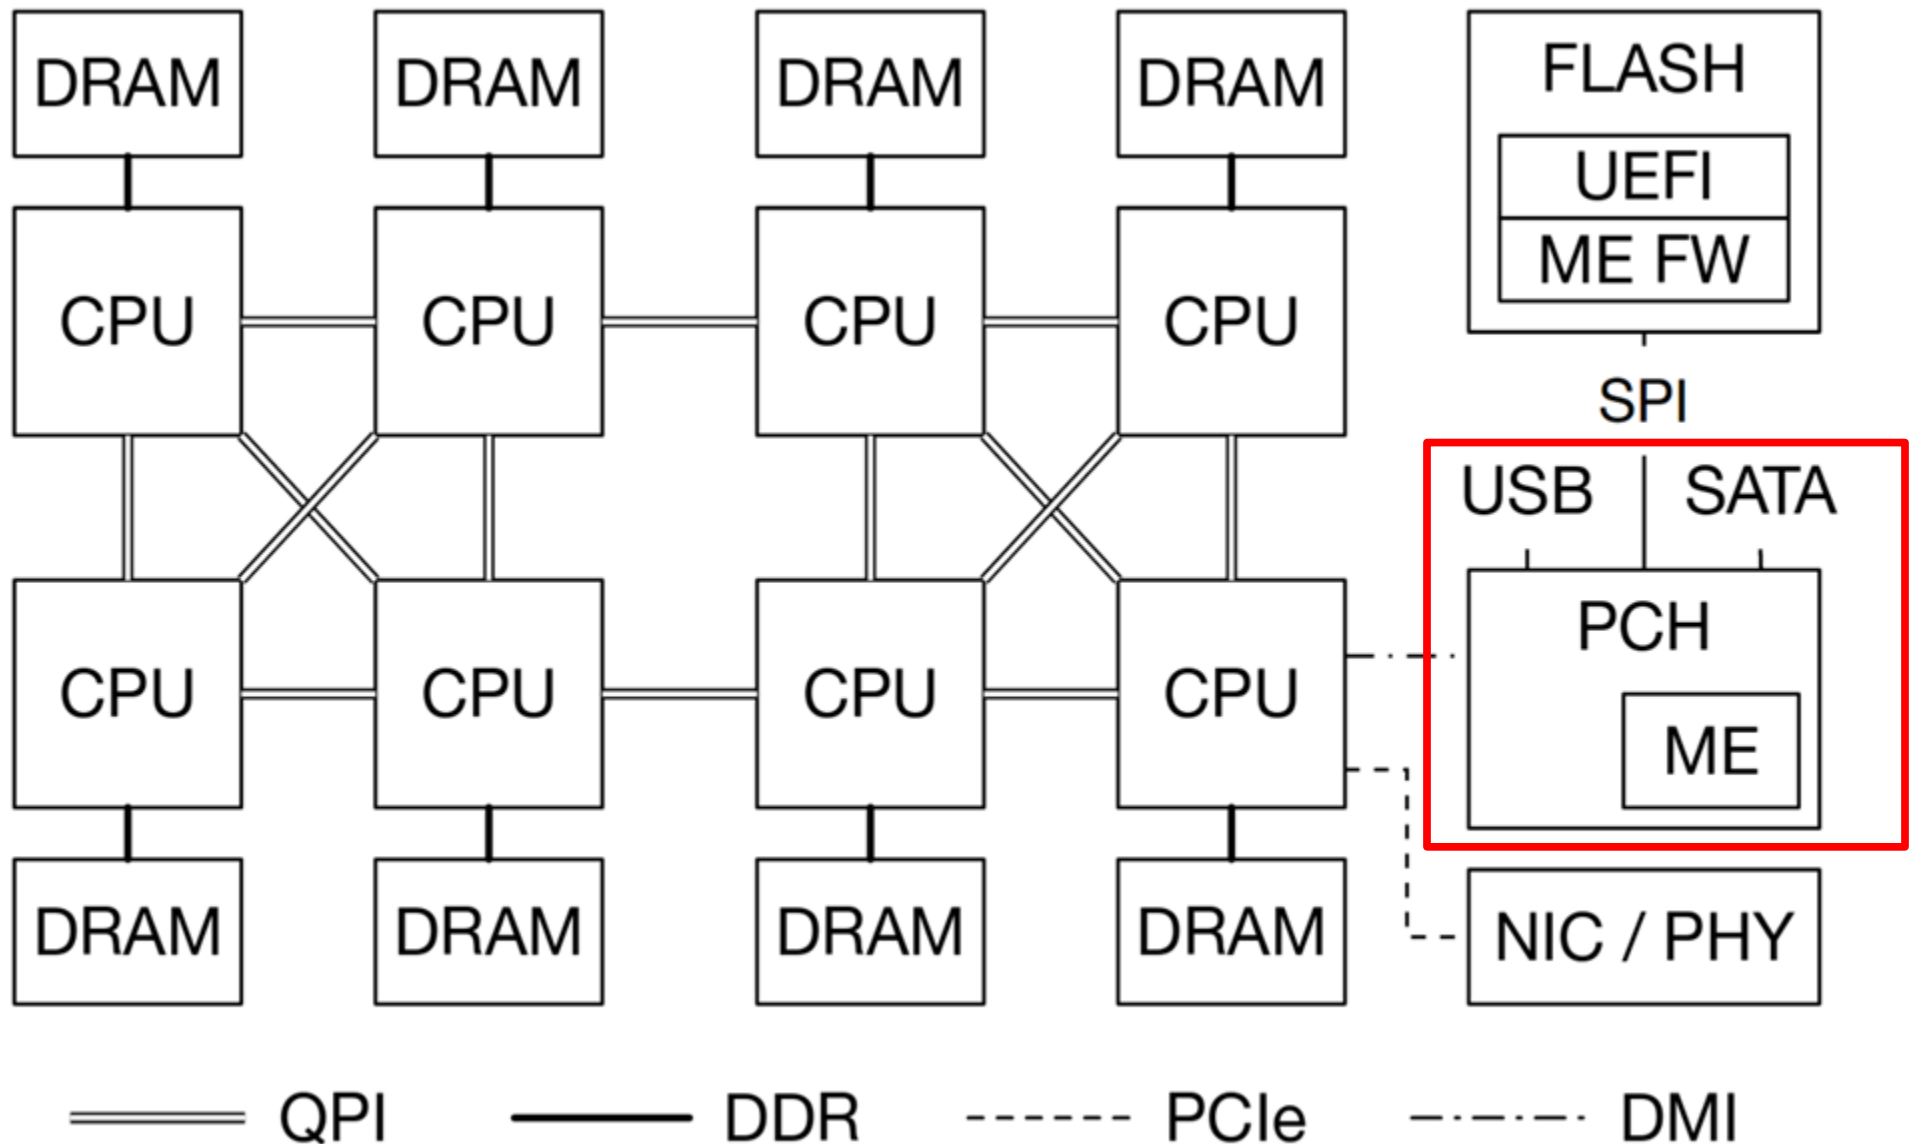 DRAM DRAM DRAM DRAM FLASH
UEFI
ME FW
CPU CPU CPU CPU
SPI
USB SATA
PCH
CPU CPU CPU CPU
ME
DRAM DRAM DRAM DRAM NIC / PHY
QPI DDR PCIe DMI